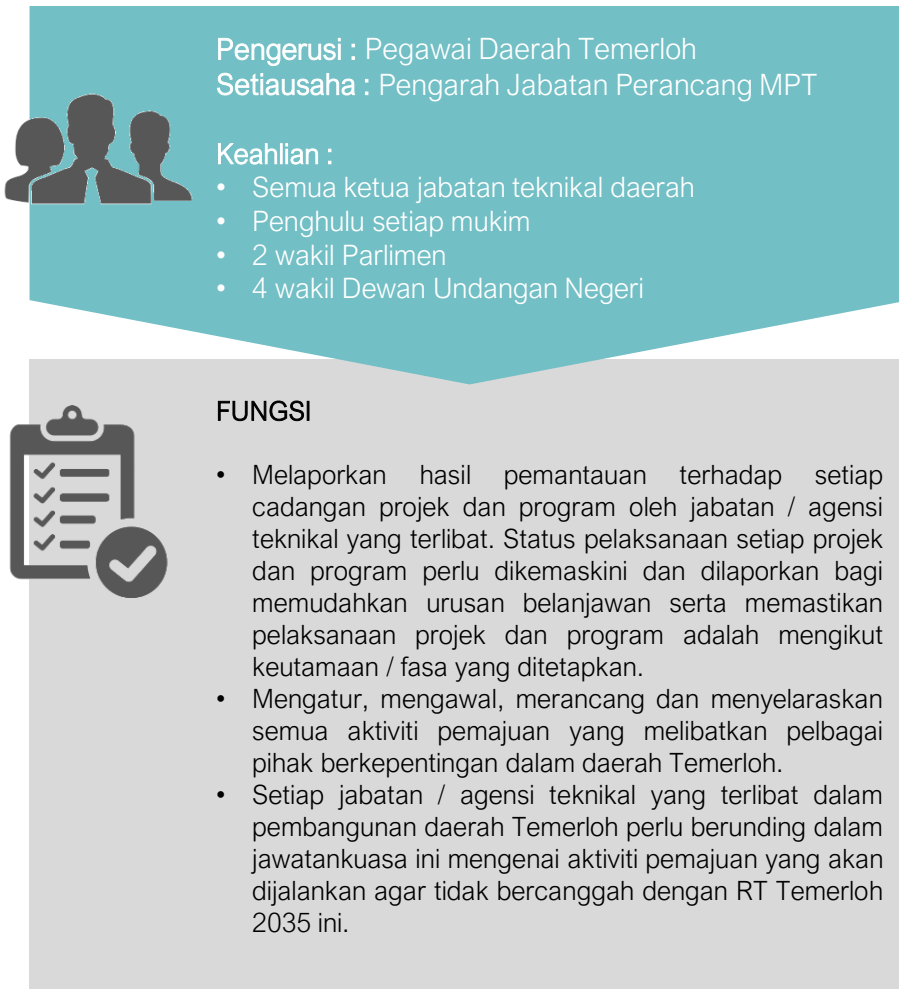 Pengerusi : Pegawai Daerah Temerloh
Setiausaha : Pengarah Jabatan Perancang MPT
Keahlian :
• Semua ketua jabatan teknikal daerah
• Penghulu setiap mukim
• 2 wakil Parlimen
• 4 wakil Dewan Undangan Negeri
FUNGSI
• Melaporkan hasil pemantauan terhadap setiap
cadangan projek dan program oleh jabatan / agensi
teknikal yang terlibat. Status pelaksanaan setiap projek
dan program perlu dikemaskini dan dilaporkan bagi
memudahkan urusan belanjawan serta memastikan
pelaksanaan projek dan program adalah mengikut
keutamaan / fasa yang ditetapkan.
• Mengatur, mengawal, merancang dan menyelaraskan
semua aktiviti pemajuan yang melibatkan pelbagai
pihak berkepentingan dalam daerah Temerloh.
• Setiap jabatan / agensi teknikal yang terlibat dalam
pembangunan daerah Temerloh perlu berunding dalam
jawatankuasa ini mengenai aktiviti pemajuan yang akan
dijalankan agar tidak bercanggah dengan RT Temerloh
2035 ini.